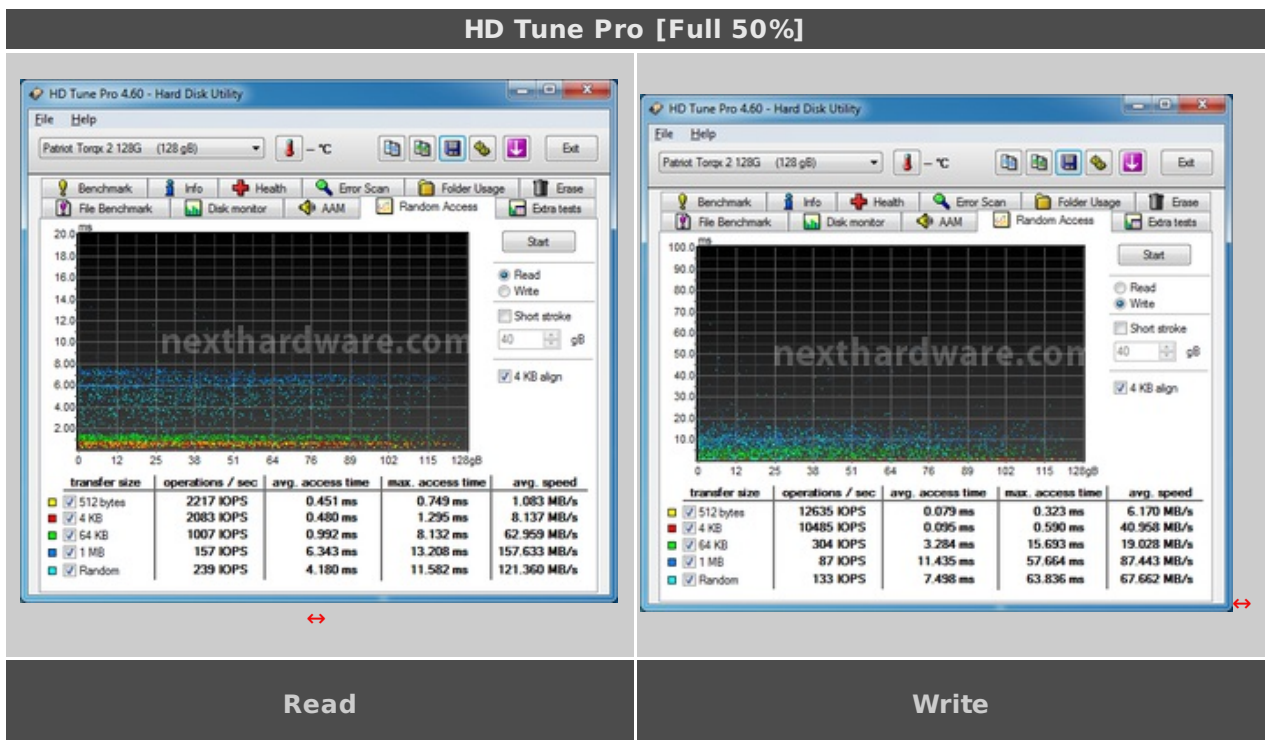 HD Tune Pro [Full 50%]
HD Tune Pro 4.60 - Hard Disk Utility
File Help
Patriot Torqx 2 128G (128 gB) – °C Exit
Benchmark Info Health Error Scan Folder Usage Erase
File Benchmark Disk monitor AAM Random Access Extra tests
ms
20.0
18.0
16.0
14.0
12.0
10.0
8.00
6.00
4.00
2.00
nexthardware.com
Start
Read
Write
Short stroke
40 gB
4 KB align
0 12 25 38 51 64 76 89 102 115 128gB
transfer size operations / sec avg. access time max. access time avg. speed
512 bytes 2217 IOPS 0.451 ms 0.749 ms 1.083 MB/s
4 KB 2083 IOPS 0.480 ms 1.295 ms 8.137 MB/s
64 KB 1007 IOPS 0.992 ms 8.132 ms 62.959 MB/s
1 MB 157 IOPS 6.343 ms 13.208 ms 157.633 MB/s
Random 239 IOPS 4.180 ms 11.582 ms 121.360 MB/s
↔
Read
HD Tune Pro 4.60 - Hard Disk Utility
File Help
Patriot Torqx 2 128G (128 gB) – °C Exit
Benchmark Info Health Error Scan Folder Usage Erase
File Benchmark Disk monitor AAM Random Access Extra tests
ms
100.0
90.0
80.0
70.0
60.0
50.0
40.0
30.0
20.0
10.0
nexthardware.com
Start
Read
Write
Short stroke
40 gB
4 KB align
0 12 25 38 51 64 76 89 102 115 128gB
transfer size operations / sec avg. access time max. access time avg. speed
512 bytes 12635 IOPS 0.079 ms 0.323 ms 6.170 MB/s
4 KB 10485 IOPS 0.095 ms 0.590 ms 40.958 MB/s
64 KB 304 IOPS 3.284 ms 15.693 ms 19.028 MB/s
1 MB 87 IOPS 11.435 ms 57.664 ms 87.443 MB/s
Random 133 IOPS 7.498 ms 63.836 ms 67.662 MB/s
↔
Write